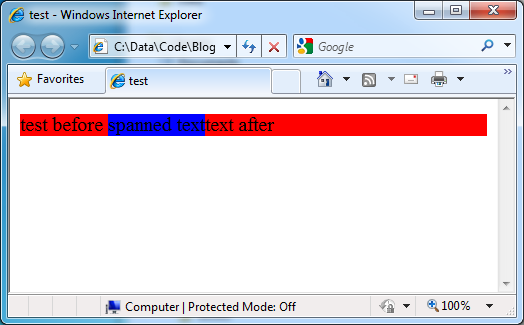 test - Windows Internet Explorer
C:\Data\Code\Blog
Google
Favorites
test
»
test before spanned texttext after
Computer | Protected Mode: Off
100%